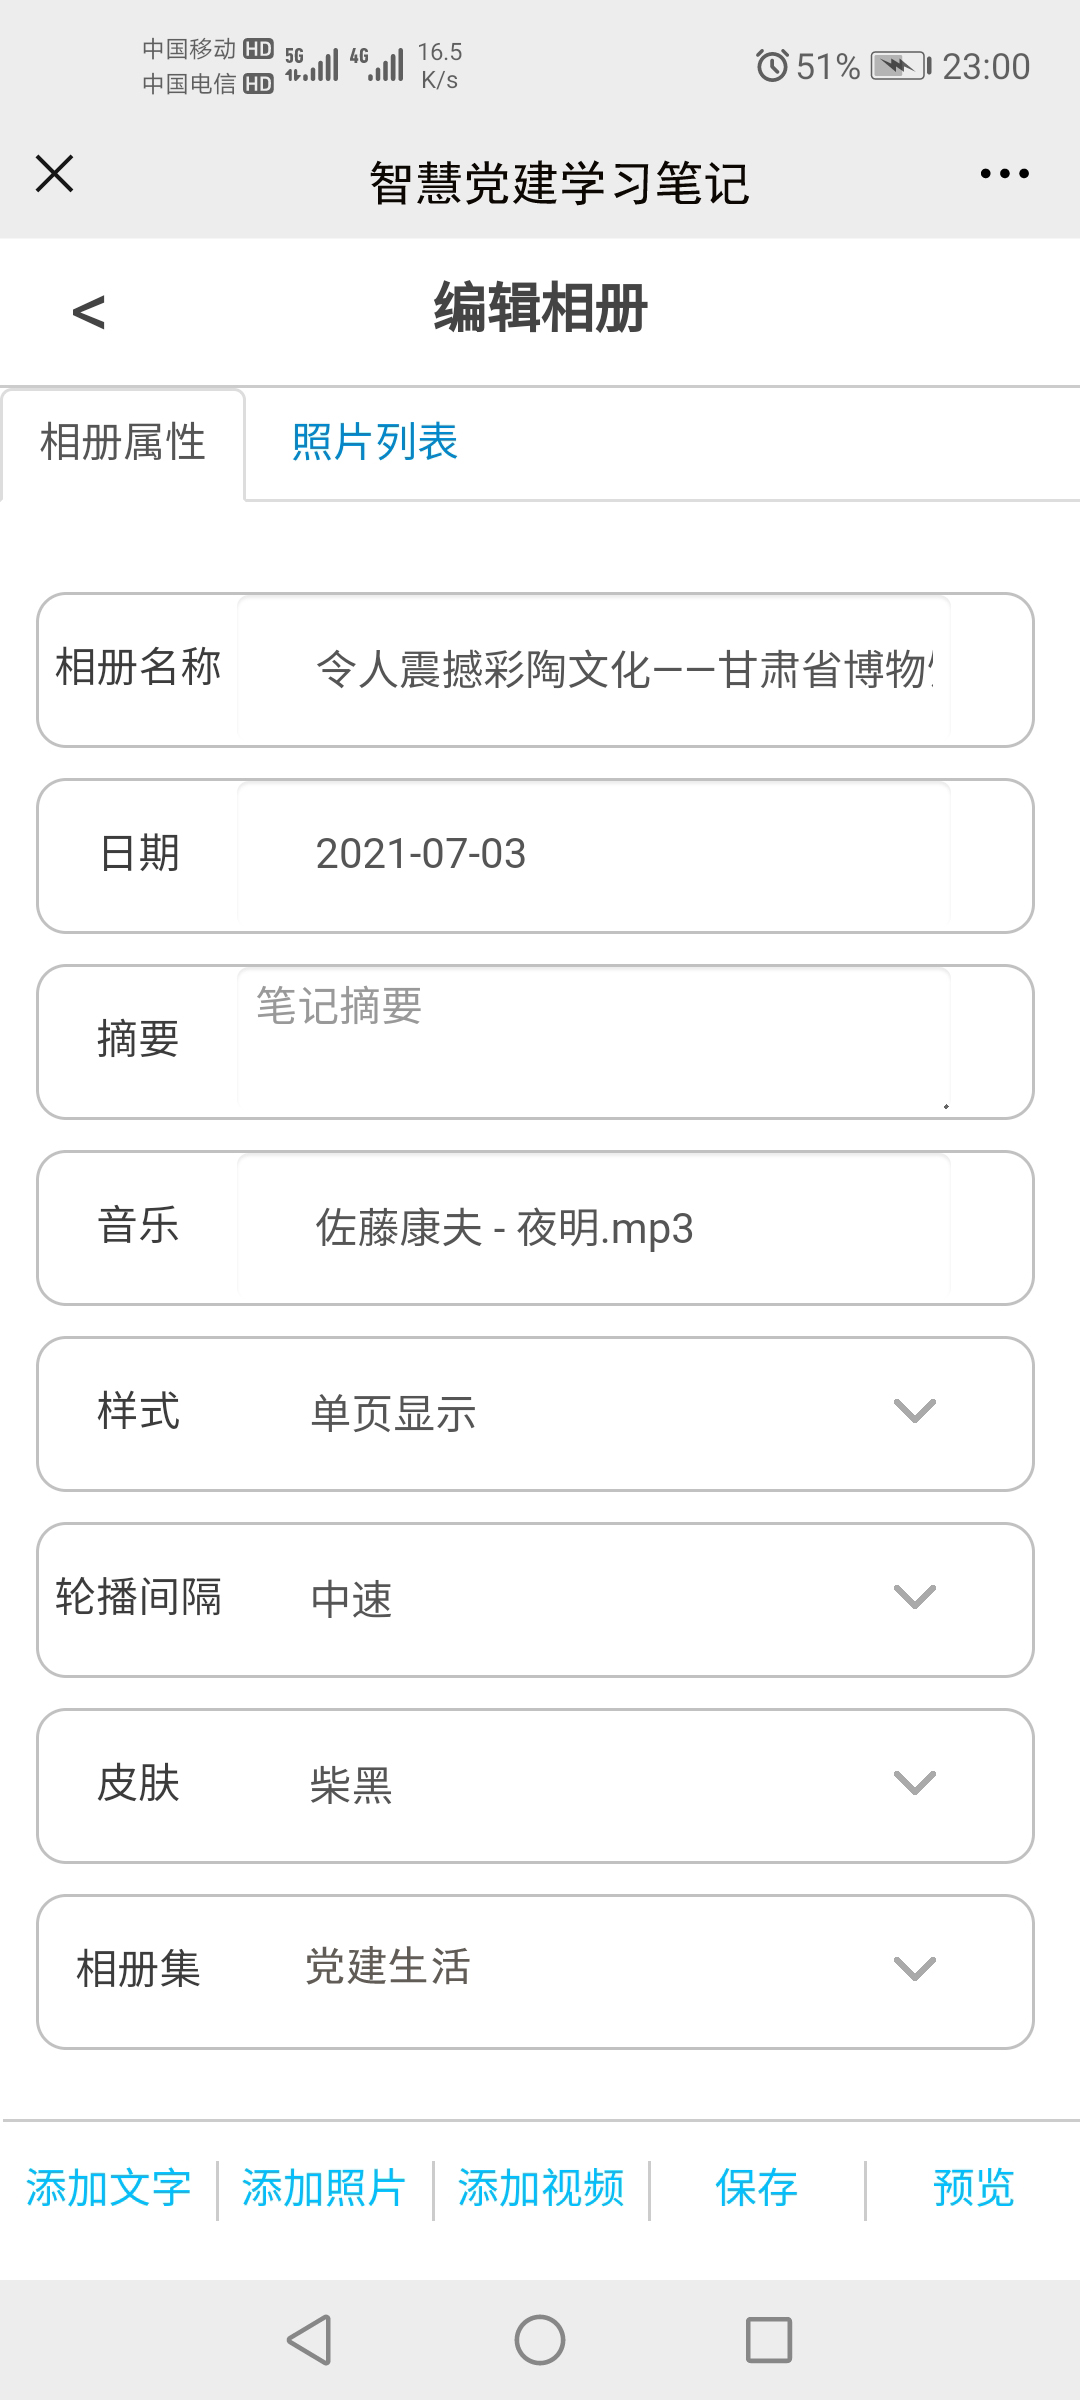 中国移动 HD 5G 4G 16.5 51% 23:00
中国电信 HD K/s
智慧党建学习笔记
< 编辑相册
相册属性 照片列表
相册名称 令人震撼彩陶文化——甘肃省博物
日期 2021-07-03
摘要 笔记摘要
音乐 佐藤康夫 - 夜明.mp3
样式 单页显示
轮播间隔 中速
皮肤 柴黑
相册集 党建生活
添加文字 添加照片 添加视频 保存 预览